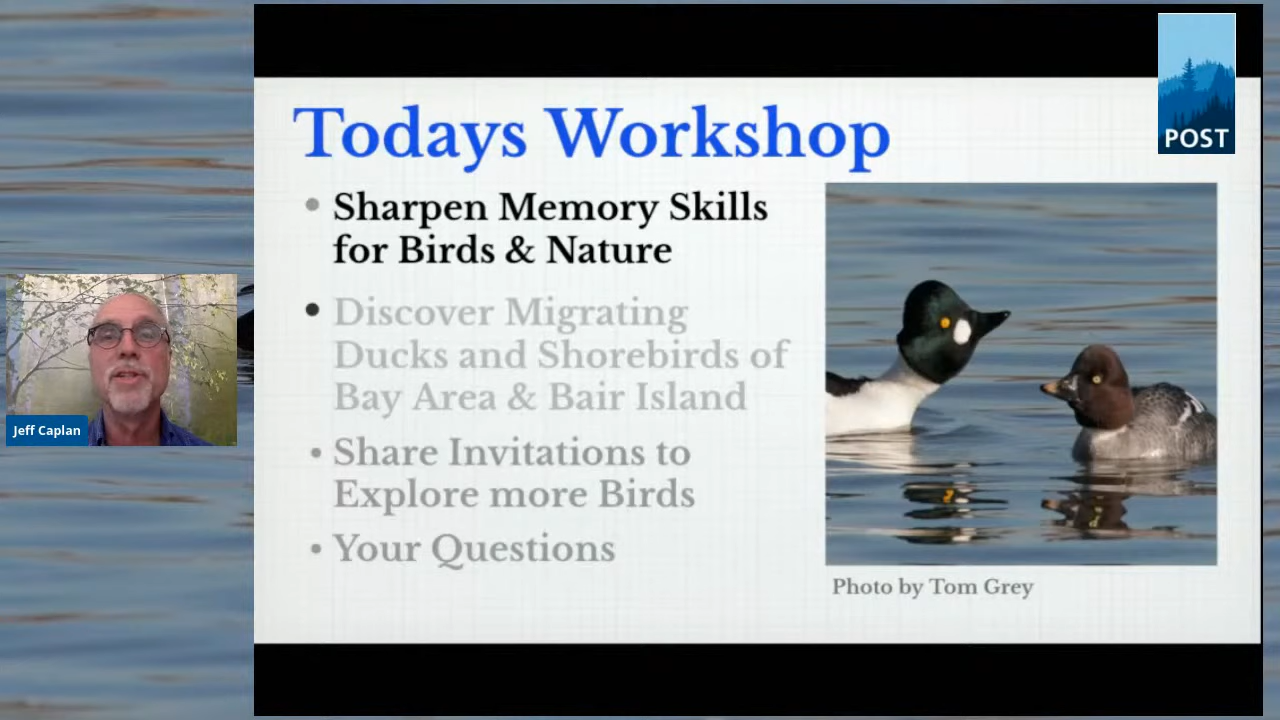 POST
Todays Workshop
Sharpen Memory Skills
for Birds & Nature
Discover Migrating
Ducks and Shorebirds of
Bay Area & Bair Island
Share Invitations to
Explore more Birds
Your Questions
Photo by Tom Grey
Jeff Caplan